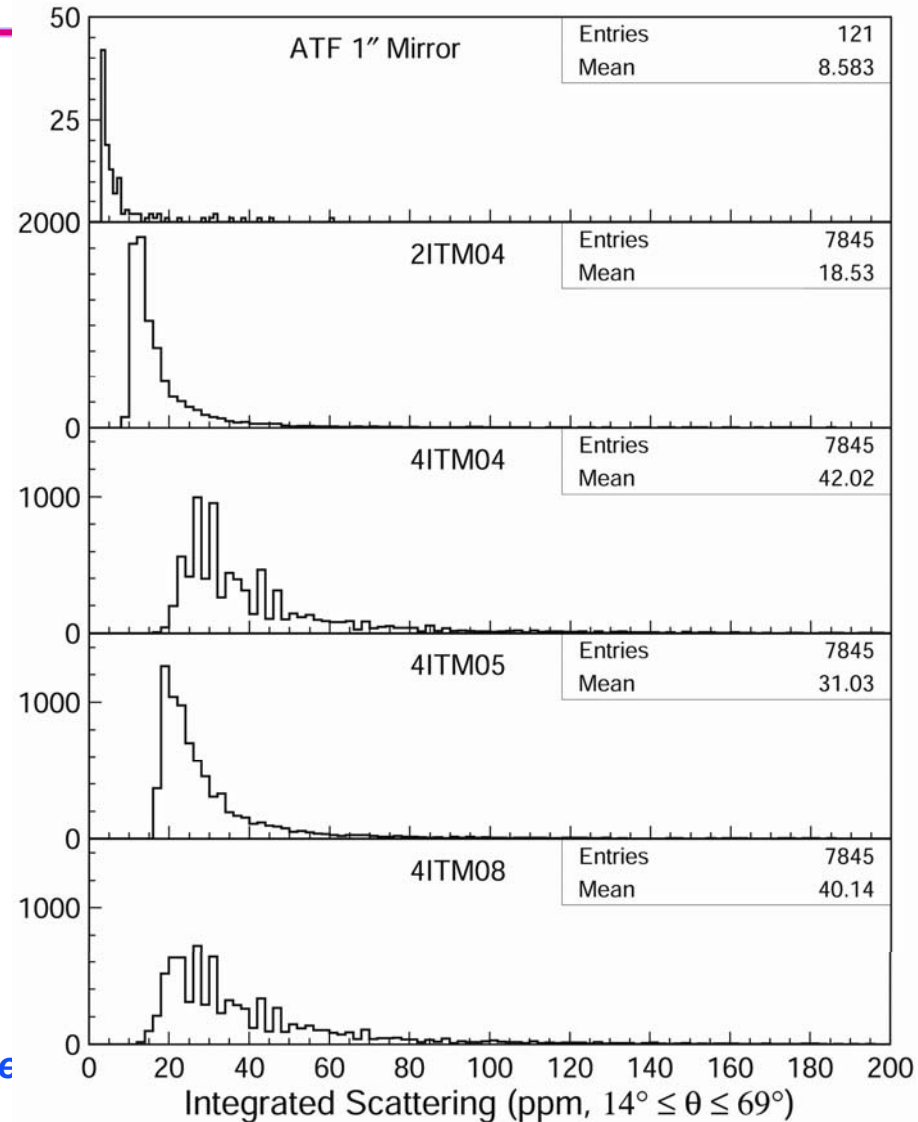 50
ATF 1″ Mirror
Entries 121
Mean 8.583
25
2000
2ITM04
Entries 7845
Mean 18.53
0
4ITM04
Entries 7845
Mean 42.02
1000
0
4ITM05
Entries 7845
Mean 31.03
1000
0
4ITM08
Entries 7845
Mean 40.14
1000
0
0 20 40 60 80 100 120 140 160 180 200
Integrated Scattering (ppm, 14° ≤ θ ≤ 69°)